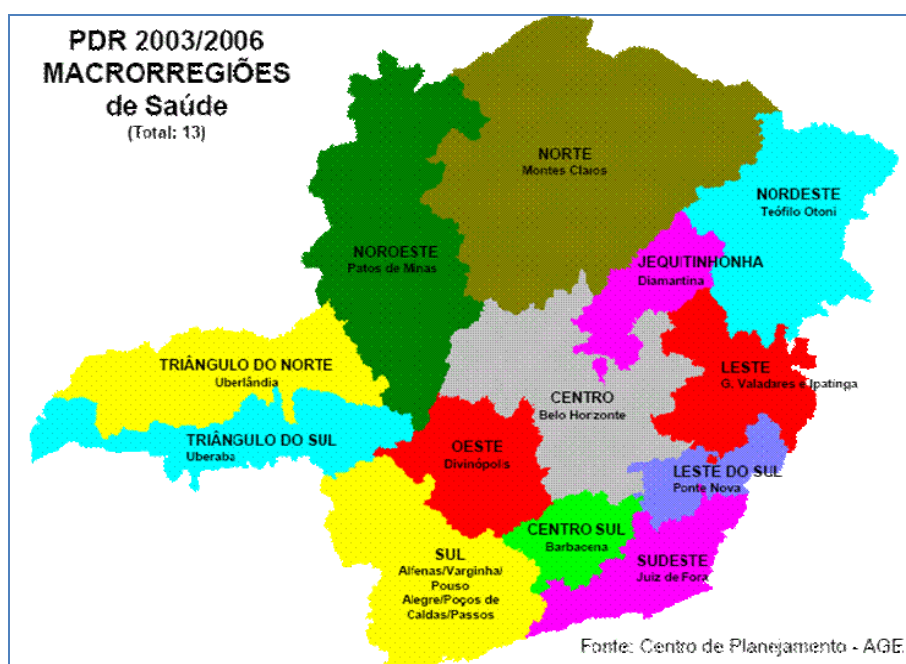 PDR 2003/2006
MACRORREGIÕES
de Saúde
(Total: 13)
NORTE
Montes Claros
NORDESTE
Teófilo Otoni
NOROESTE
Patos de Minas
JEQUITINHONHA
Diamantina
TRIÂNGULO DO NORTE
Uberlândia
LESTE
G. Valadares e Ipatinga
CENTRO
Belo Horizonte
TRIÂNGULO DO SUL
Uberaba
OESTE
Divinópolis
LESTE DO SUL
Ponte Nova
CENTRO SUL
Barbacena
SUL
Alfenas/Varginha/
Pouso
Alegre/Poços de
Caldas/Passos
SUDESTE
Juiz de Fora
Fonte: Centro de Planejamento - AGE